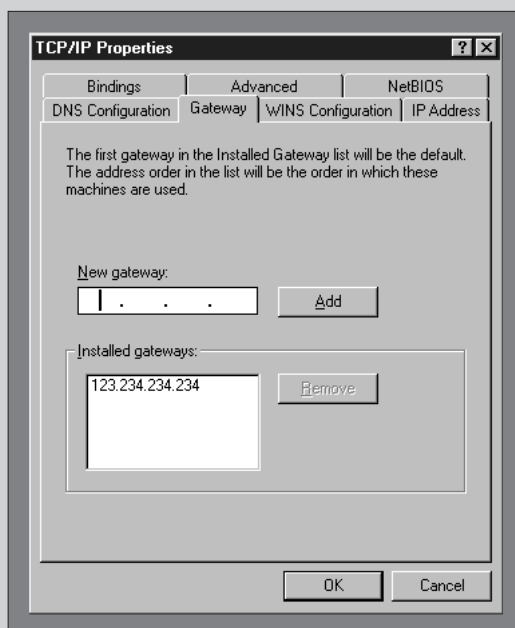 TCP/IP Properties
? X
Bindings Advanced NetBIOS
DNS Configuration Gateway WINS Configuration IP Address
The first gateway in the Installed Gateway list will be the default.
The address order in the list will be the order in which these
machines are used.
New gateway:
. . .
Add
Installed gateways:
123.234.234.234
Remove
OK Cancel